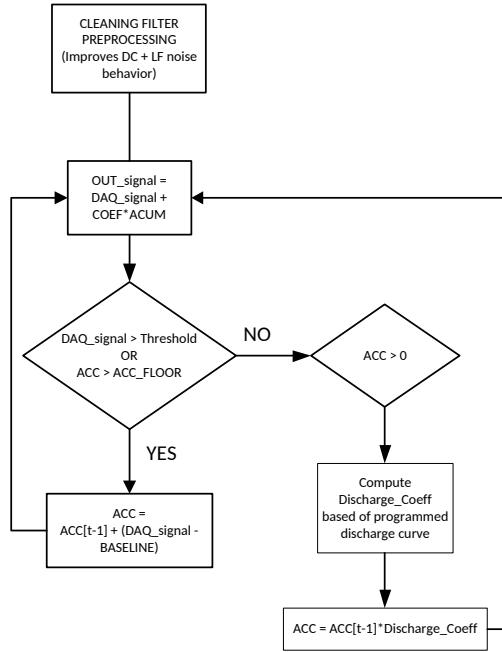 CLEANING FILTER
PREPROCESSING
(Improves DC + LF noise
behavior)
OUT_signal =
DAQ_signal +
COEF*ACUM
DAQ_signal > Threshold
OR
ACC > ACC_FLOOR
NO
ACC > 0
YES
ACC =
ACC[t-1] + (DAQ_signal -
BASELINE)
Compute
Discharge_Coeff
based of programmed
discharge curve
ACC = ACC[t-1]*Discharge_Coeff